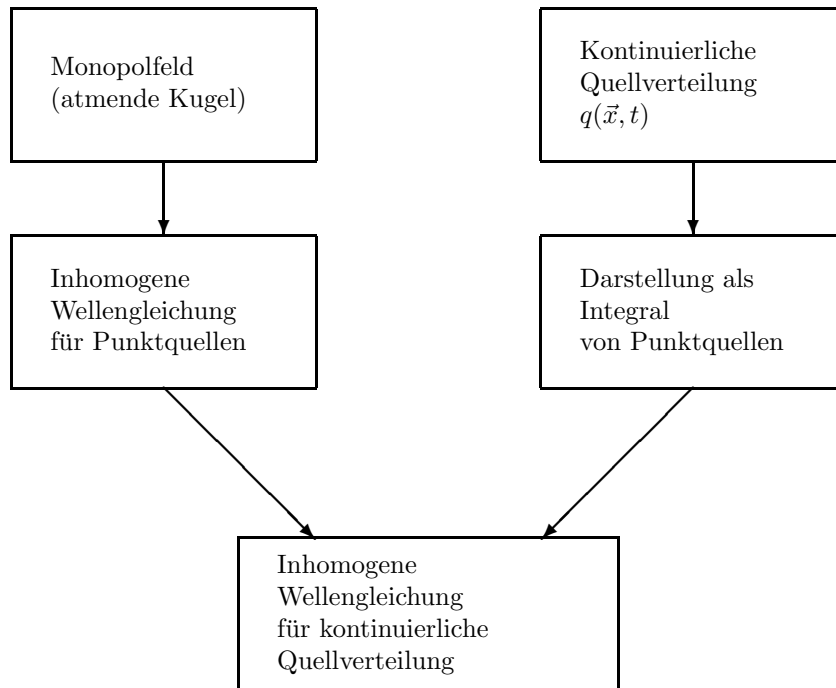 Monopolfeld
(atmende Kugel)
Kontinuierliche
Quellverteilung
q(x⃗, t)
Inhomogene
Wellengleichung
für Punktquellen
Darstellung als
Integral
von Punktquellen
Inhomogene
Wellengleichung
für kontinuierliche
Quellverteilung